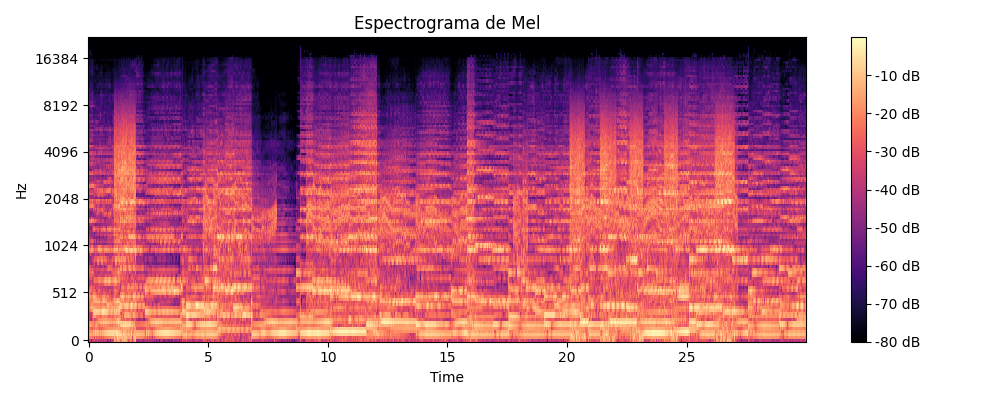 Espectrograma de Mel
Hz
16384
8192
4096
2048
1024
512
0
0 5 10 15 20 25
Time
-10 dB
-20 dB
-30 dB
-40 dB
-50 dB
-60 dB
-70 dB
-80 dB